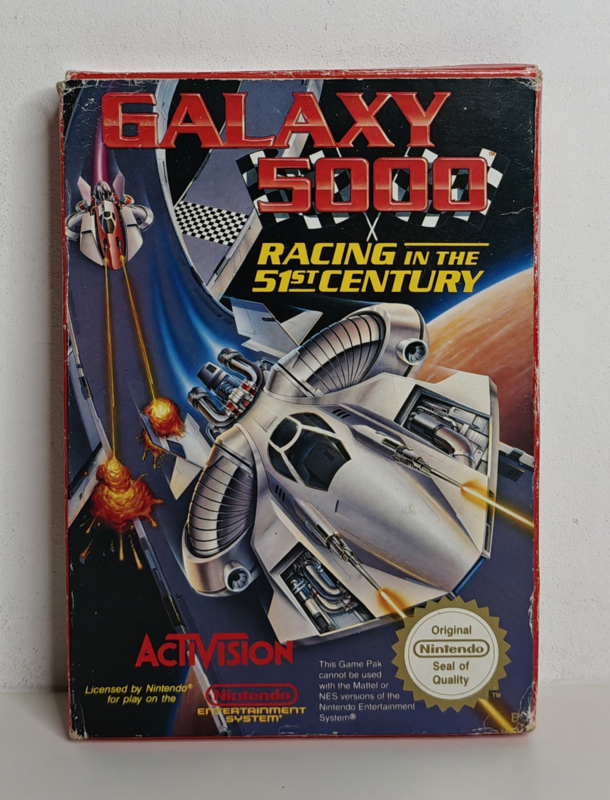 GALAXY
5000
RACING IN THE
51ST CENTURY
ACTIVISION
Licensed by Nintendo®
for play on the
Nintendo
ENTERTAINMENT
SYSTEM®
This Game Pak
cannot be used
with the Mattel or
NES versions of the
Nintendo Entertainment
System®
Original
Nintendo
Seal of
Quality
TM